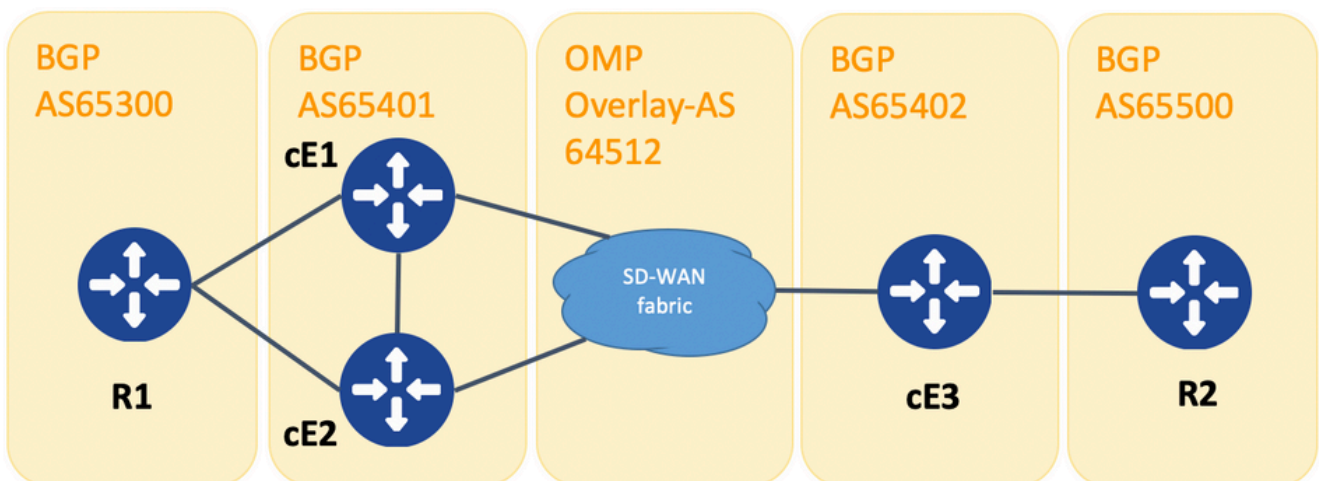 BGP
AS65300
R1
BGP
AS65401
cE1
cE2
OMP
Overlay-AS
64512
SD-WAN
fabric
BGP
AS65402
cE3
BGP
AS65500
R2